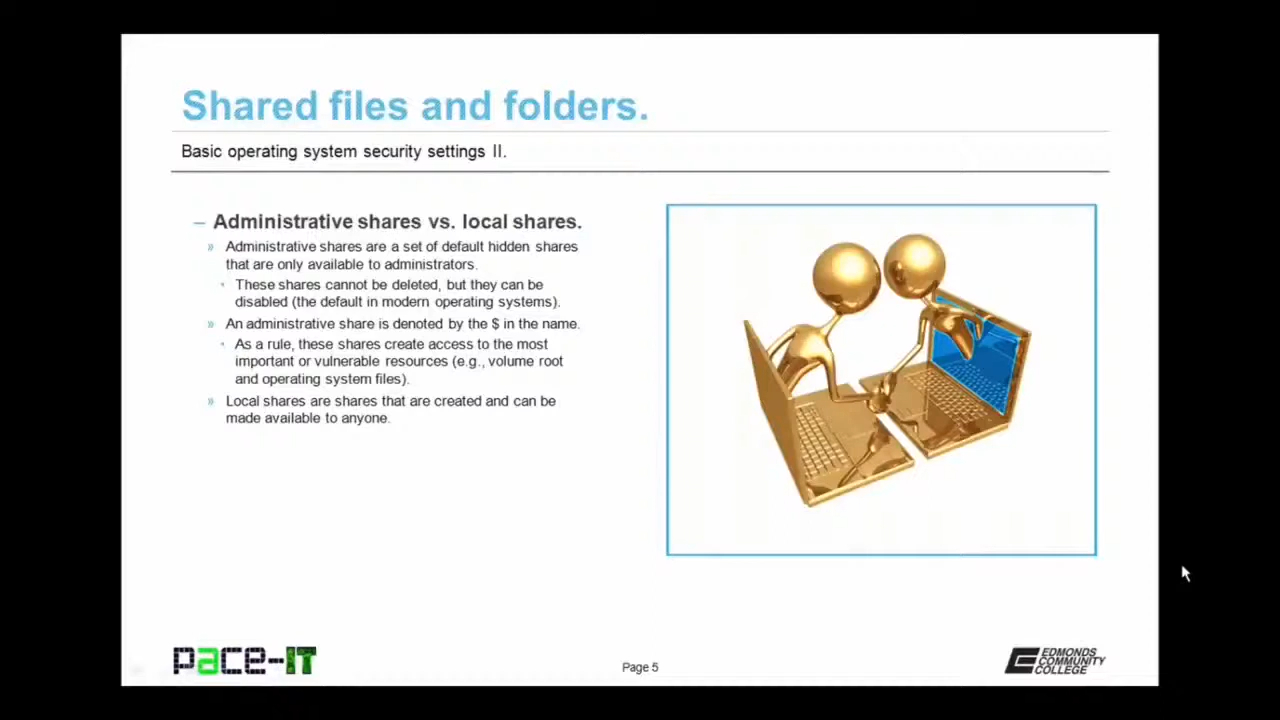 Shared files and folders.
Basic operating system security settings II.
– Administrative shares vs. local shares.
» Administrative shares are a set of default hidden shares
that are only available to administrators.
• These shares cannot be deleted, but they can be
disabled (the default in modern operating systems).
» An administrative share is denoted by the $ in the name.
• As a rule, these shares create access to the most
important or vulnerable resources (e.g., volume root
and operating system files).
» Local shares are shares that are created and can be
made available to anyone.
pace-IT
Page 5
EDMONDS
COMMUNITY
COLLEGE